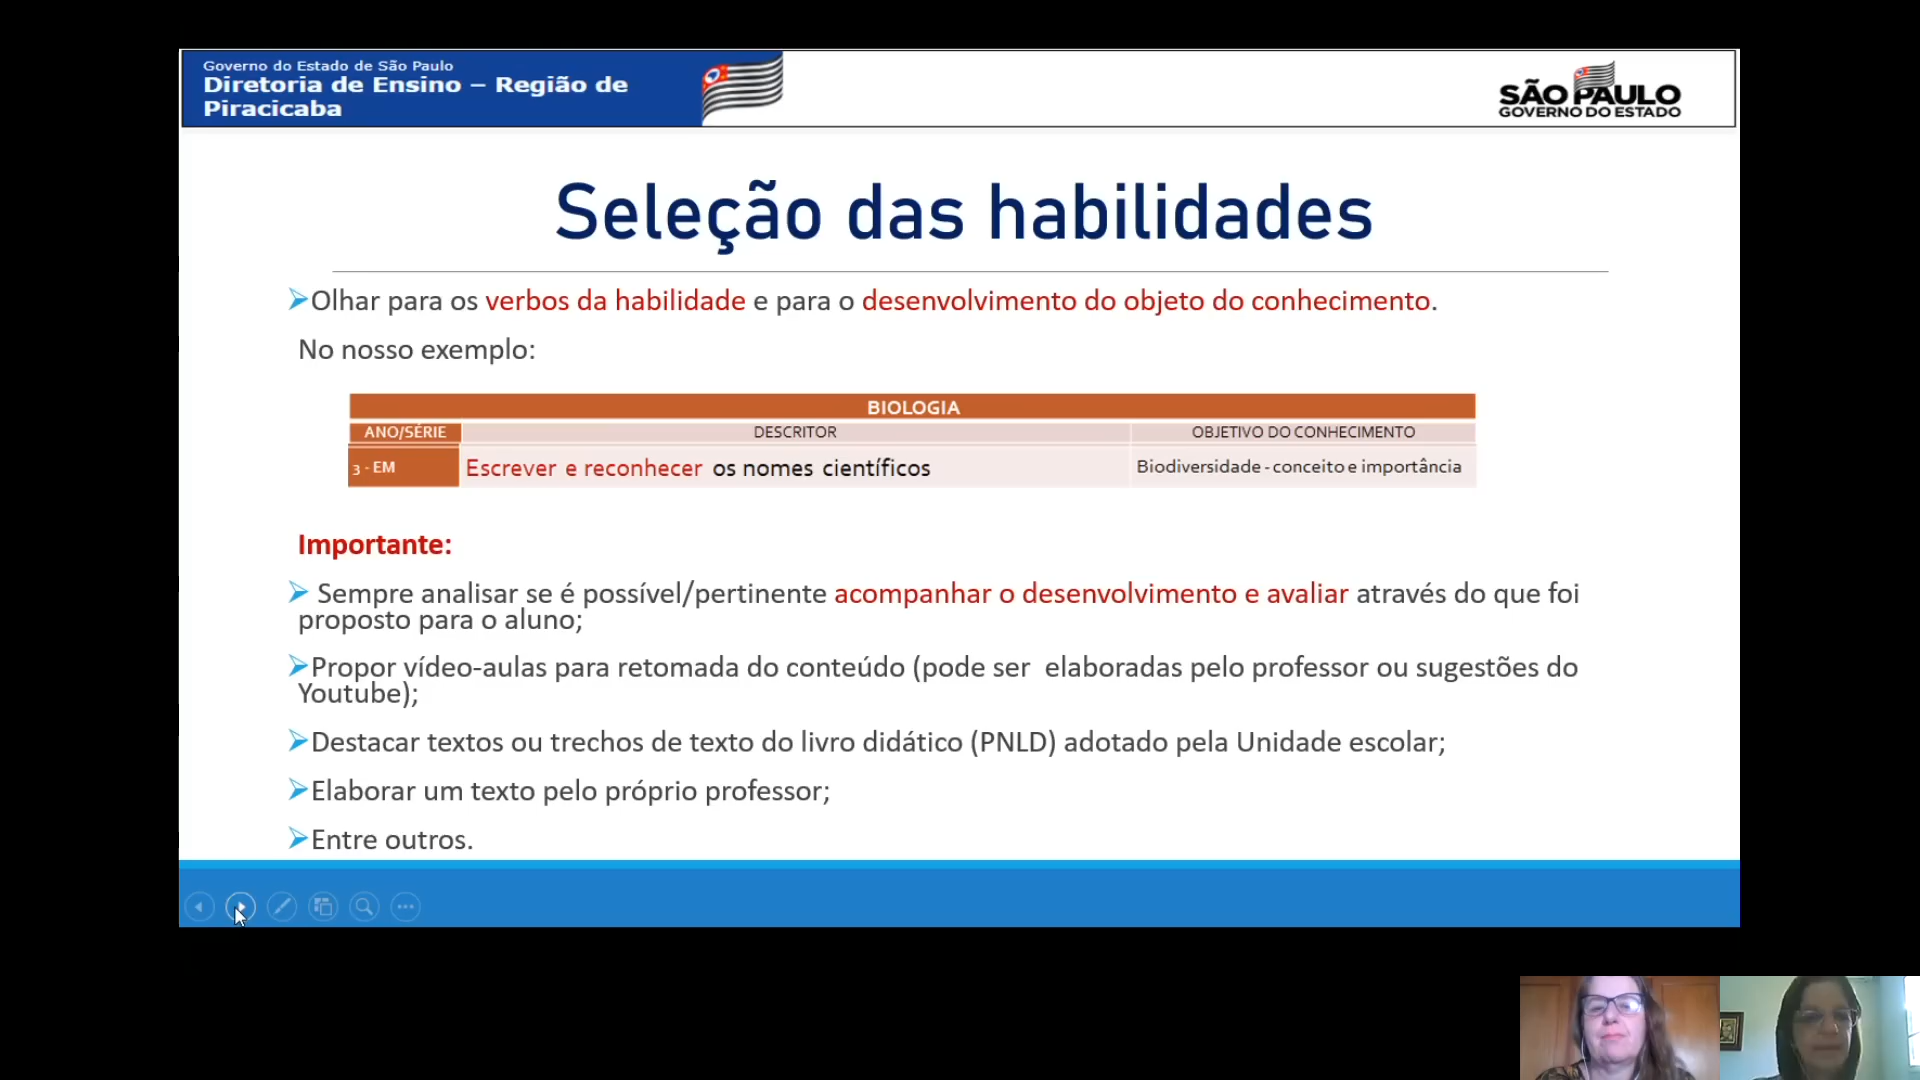 Governo do Estado de São Paulo
Diretoria de Ensino – Região de
Piracicaba
SÃO PAULO
GOVERNO DO ESTADO
Seleção das habilidades
Olhar para os verbos da habilidade e para o desenvolvimento do objeto do conhecimento.
No nosso exemplo:
BIOLOGIA
ANO/SÉRIE DESCRITOR OBJETIVO DO CONHECIMENTO
3 - EM Escrever e reconhecer os nomes científicos Biodiversidade - conceito e importância
Importante:
Sempre analisar se é possível/pertinente acompanhar o desenvolvimento e avaliar através do que foi
proposto para o aluno;
Propor vídeo-aulas para retomada do conteúdo (pode ser elaboradas pelo professor ou sugestões do
Youtube);
Destacar textos ou trechos de texto do livro didático (PNLD) adotado pela Unidade escolar;
Elaborar um texto pelo próprio professor;
Entre outros.